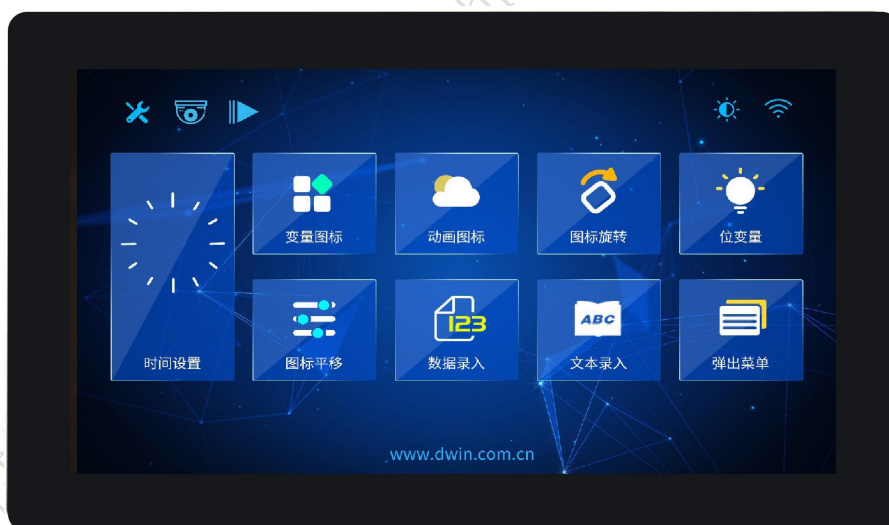 变量图标
动画图标
图标旋转
位变量
时间设置
图标平移
123
数据录入
ABC
文本录入
弹出菜单
www.dwin.com.cn